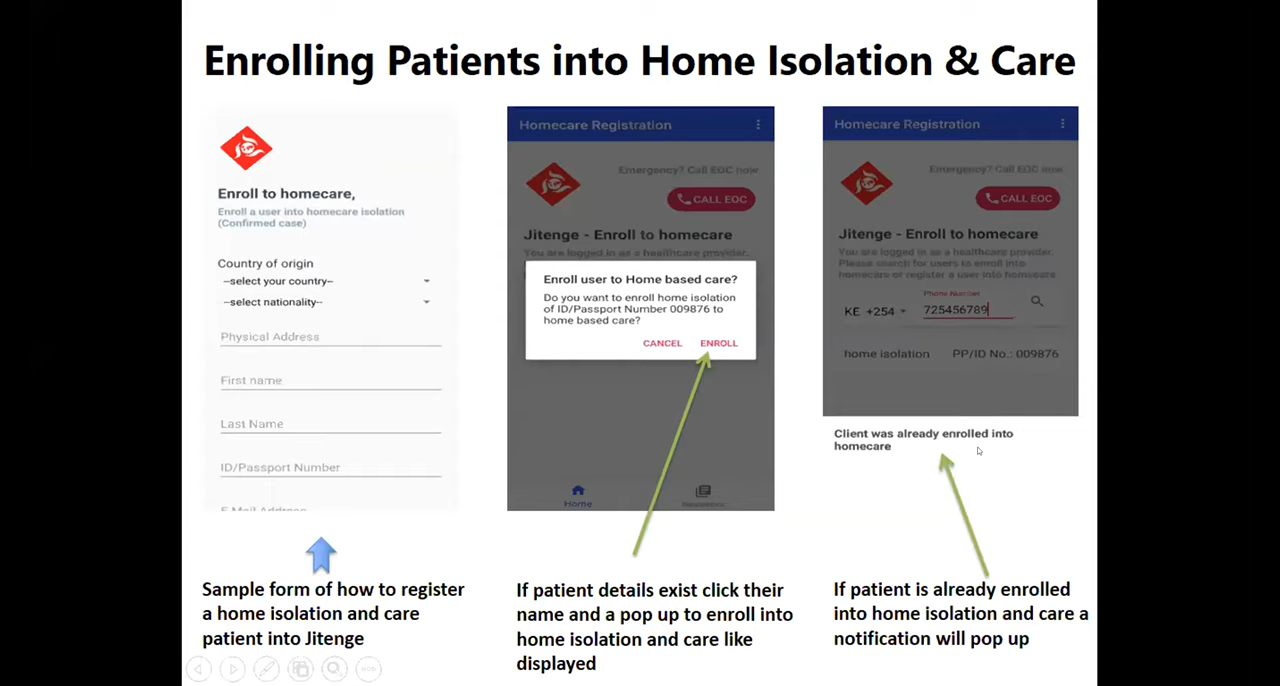 Enrolling Patients into Home Isolation & Care
Enroll to homecare,
Enroll a user into homecare isolation
(Confirmed case)
Country of origin
--select your country--
--select nationality--
Physical Address
First name
Last Name
ID/Passport Number
E-Mail Address
Sample form of how to register
a home isolation and care
patient into Jitenge
Homecare Registration
Emergency? Call EOC now
CALL EOC
Jitenge - Enroll to homecare
You are logged in as a healthcare provider.
Enroll user to Home based care?
Do you want to enroll home isolation
of ID/Passport Number 009876 to
home based care?
CANCEL ENROLL
Home
If patient details exist click their
name and a pop up to enroll into
home isolation and care like
displayed
Homecare Registration
Emergency? Call EOC now
CALL EOC
Jitenge - Enroll to homecare
You are logged in as a healthcare provider.
Please search for users to enroll into
homecare or register a user into homecare.
Phone Number
KE +254 725456789
home isolation PP/ID No.: 009876
Client was already enrolled into
homecare
If patient is already enrolled
into home isolation and care a
notification will pop up